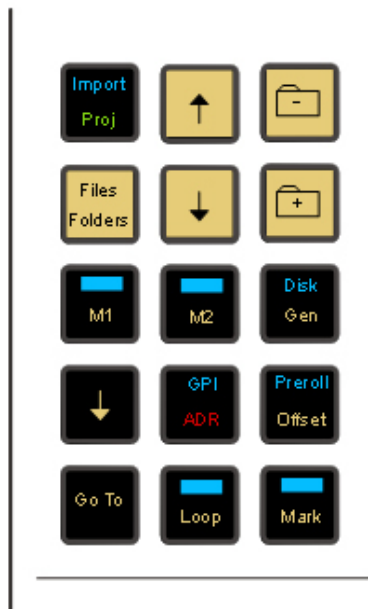 Import
Proj
Files
Folders
M1
M2
Disk
Gen
GPI
ADR
Preroll
Offset
Go To
Loop
Mark